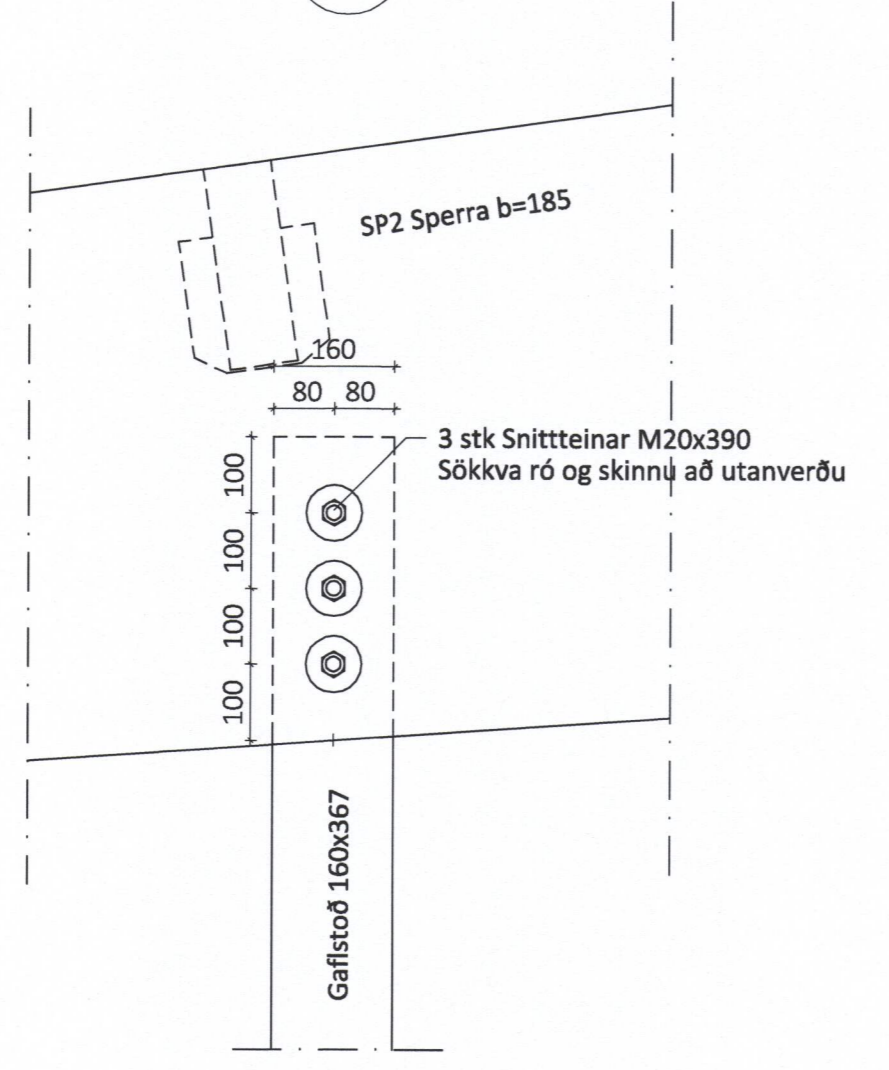 SP2 Sperra b=185
160
80 80
3 stk Snittteinar M20x390
Sökkva ró og skinnu að utanverðu
100
100
100
100
Gaflstoð 160x367